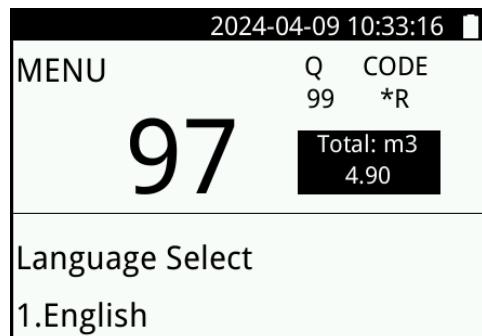 2024-04-09 10:33:16
MENU
Q CODE
99 *R
97
Total: m3
4.90
Language Select
1.English